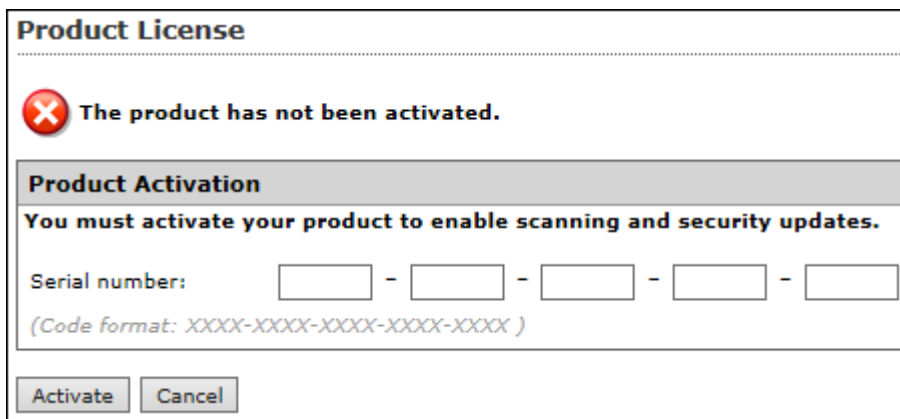 Product License
The product has not been activated.
Product Activation
You must activate your product to enable scanning and security updates.
Serial number: - - - -
(Code format: XXXX-XXXX-XXXX-XXXX-XXXX )
Activate Cancel